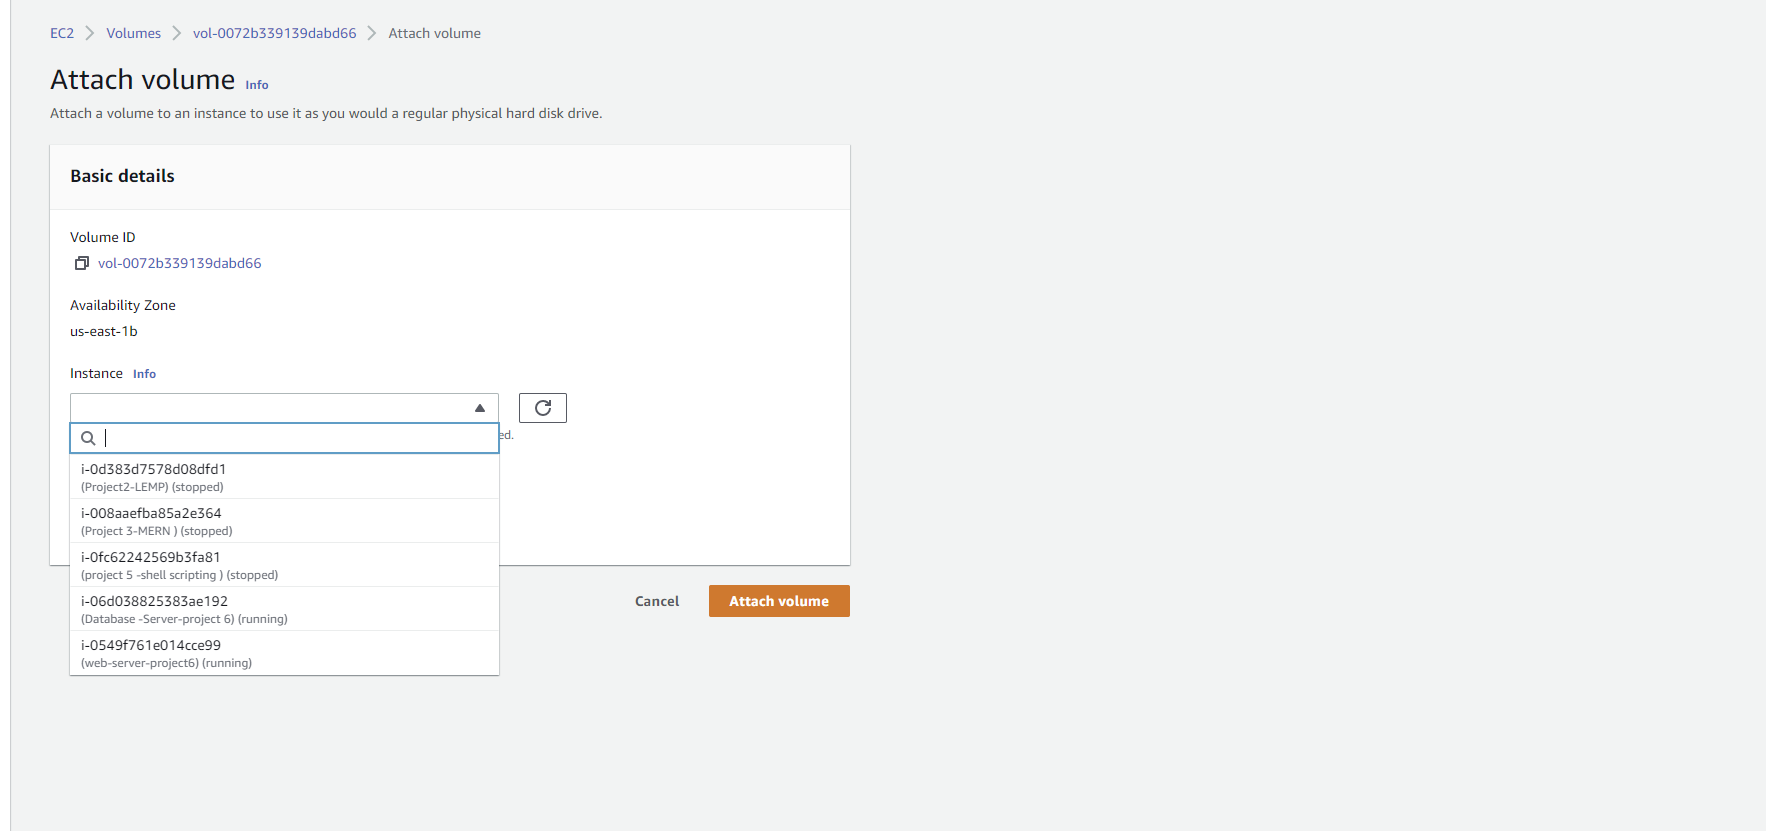 EC2 Volumes vol-0072b339139dabd66 Attach volume
Attach volume Info
Attach a volume to an instance to use it as you would a regular physical hard disk drive.
Basic details
Volume ID
vol-0072b339139dabd66
Availability Zone
us-east-1b
Instance Info
ed.
i-0d383d7578d08dfd1
(Project2-LEMP) (stopped)
i-008aaefba85a2e364
(Project 3-MERN ) (stopped)
i-0fc62242569b3fa81
(project 5 -shell scripting ) (stopped)
i-06d038825383ae192
(Database -Server-project 6) (running)
i-0549f761e014cce99
(web-server-project6) (running)
Cancel Attach volume